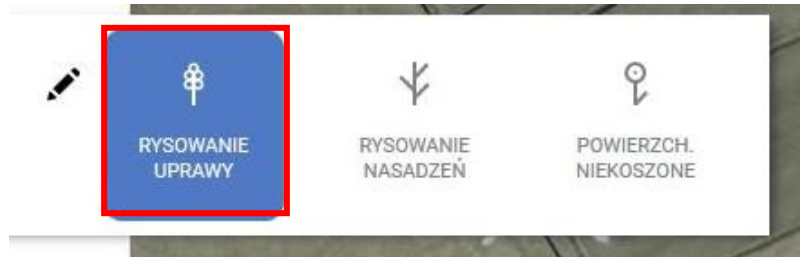 RYSOWANIE
UPRAWY
RYSOWANIE
NASADZEŃ
POWIERZCH.
NIEKOSZONE